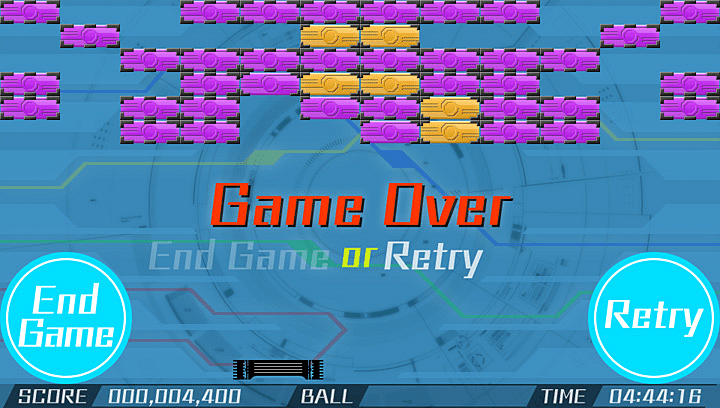 Game Over
End Game or Retry
End
Game
Retry
SCORE 000,004,400 BALL TIME 04:44:16